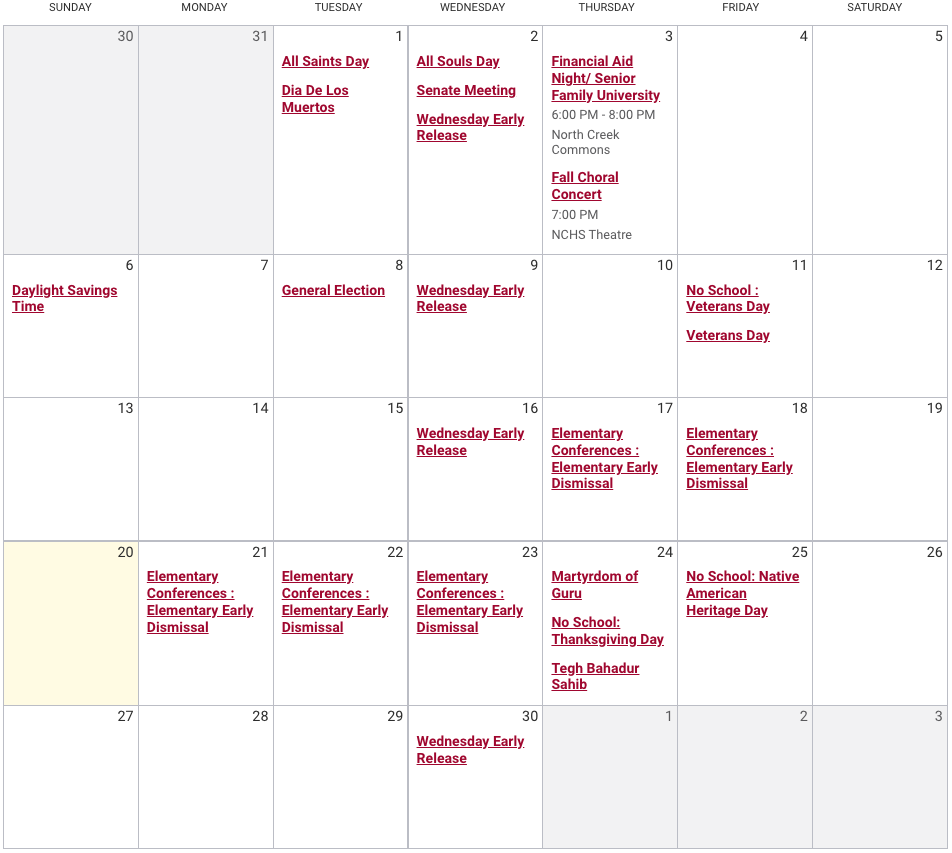 SUNDAY MONDAY TUESDAY WEDNESDAY THURSDAY FRIDAY SATURDAY
30
31
1
All Saints Day
Dia De Los
Muertos
2
All Souls Day
Senate Meeting
Wednesday Early
Release
3
Financial Aid
Night/ Senior
Family University
6:00 PM - 8:00 PM
North Creek
Commons
Fall Choral
Concert
7:00 PM
NCHS Theatre
4
5
6
Daylight Savings
Time
7
8
General Election
9
Wednesday Early
Release
10
11
No School :
Veterans Day
Veterans Day
12
13
14
15
16
Wednesday Early
Release
17
Elementary
Conferences :
Elementary Early
Dismissal
18
Elementary
Conferences :
Elementary Early
Dismissal
19
20
21
Elementary
Conferences :
Elementary Early
Dismissal
22
Elementary
Conferences :
Elementary Early
Dismissal
23
Elementary
Conferences :
Elementary Early
Dismissal
24
Martyrdom of
Guru
No School:
Thanksgiving Day
Tegh Bahadur
Sahib
25
No School: Native
American
Heritage Day
26
27
28
29
30
Wednesday Early
Release
1
2
3